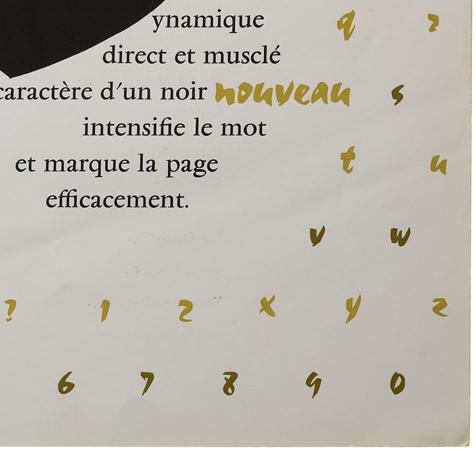 ynamique q r
direct et musclé
caractère d'un noir nouveau s
intensifie le mot
et marque la page t u
efficacement.
v w
? 1 2 x y z
6 7 8 9 0